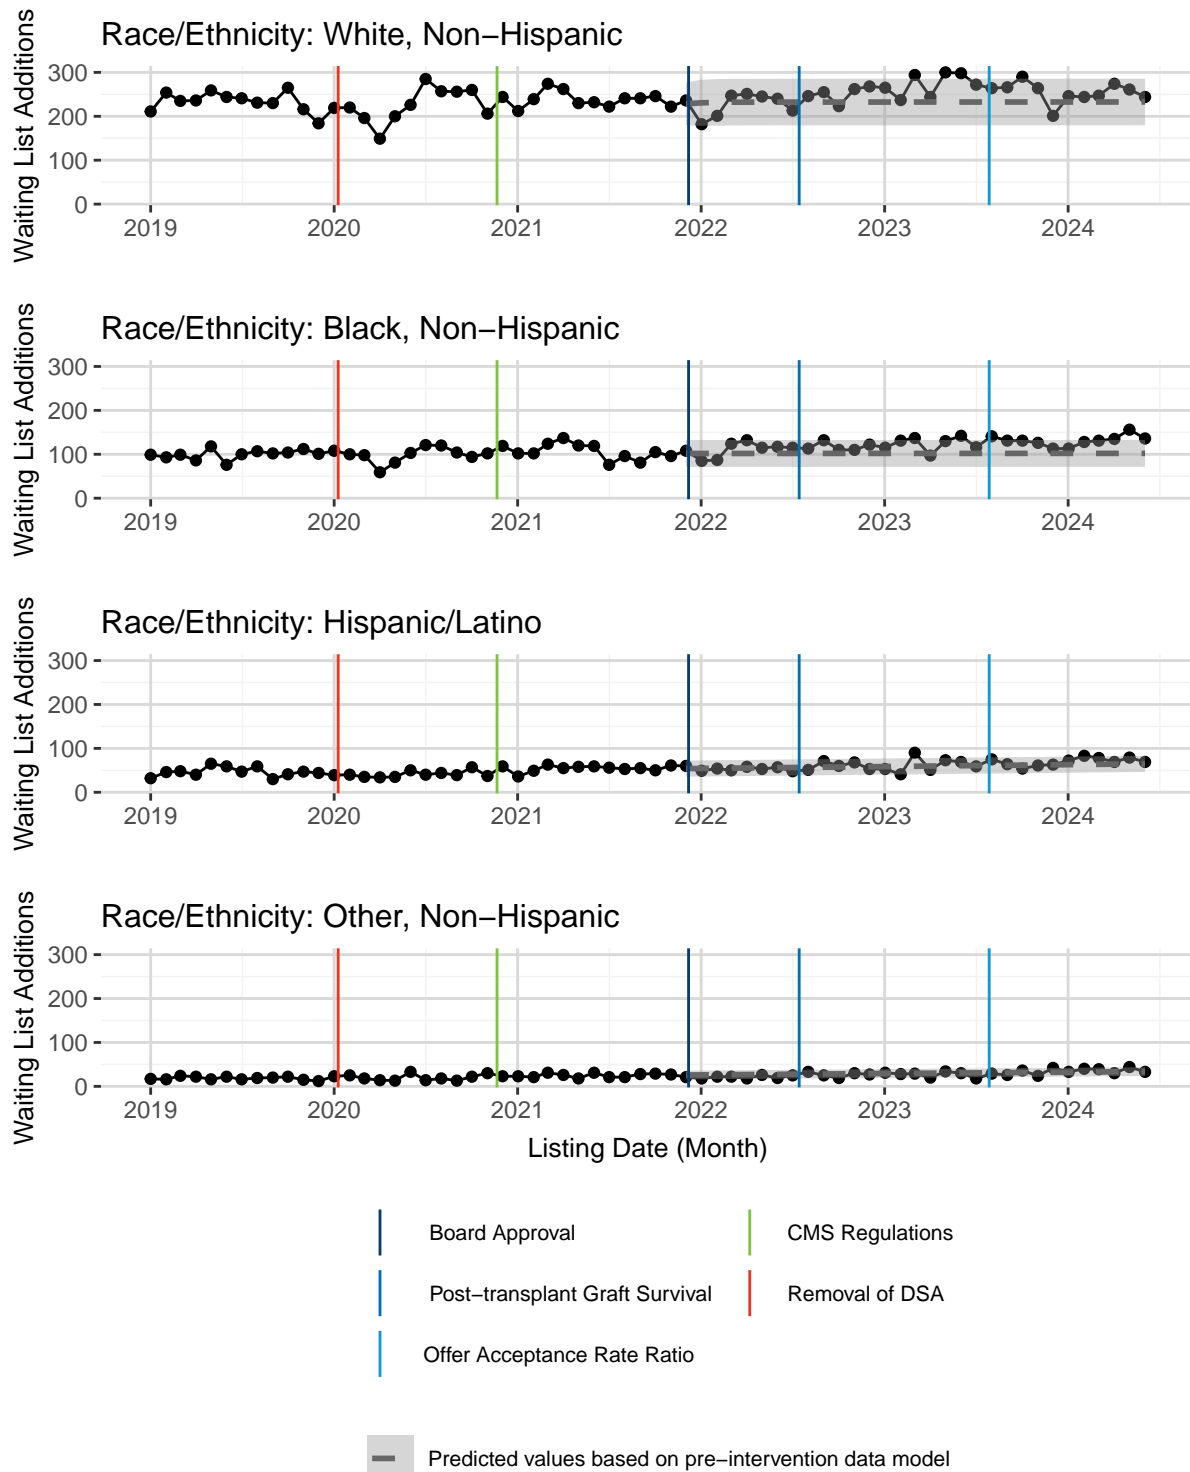 Race/Ethnicity: White, Non−Hispanic
Waiting List Additions
300
200
100
0
2019 2020 2021 2022 2023 2024
Race/Ethnicity: Black, Non−Hispanic
Waiting List Additions
300
200
100
0
2019 2020 2021 2022 2023 2024
Race/Ethnicity: Hispanic/Latino
Waiting List Additions
300
200
100
0
2019 2020 2021 2022 2023 2024
Race/Ethnicity: Other, Non−Hispanic
Waiting List Additions
300
200
100
0
2019 2020 2021 2022 2023 2024
Listing Date (Month)
Board Approval
CMS Regulations
Post−transplant Graft Survival
Removal of DSA
Offer Acceptance Rate Ratio
Predicted values based on pre−intervention data model